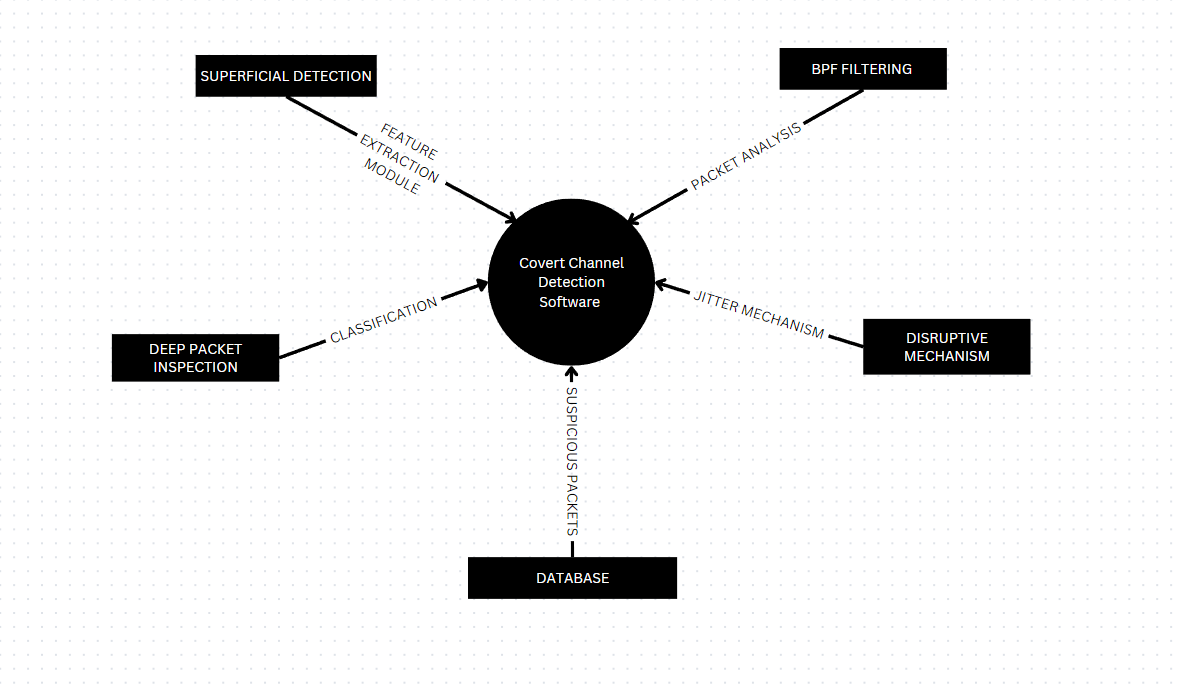 SUPERFICIAL DETECTION
BPF FILTERING
FEATURE
EXTRACTION
MODULE
PACKET ANALYSIS
Covert Channel
Detection
Software
CLASSIFICATION
JITTER MECHANISM
DEEP PACKET
INSPECTION
DISRUPTIVE
MECHANISM
SUSPICIOUS PACKETS
DATABASE